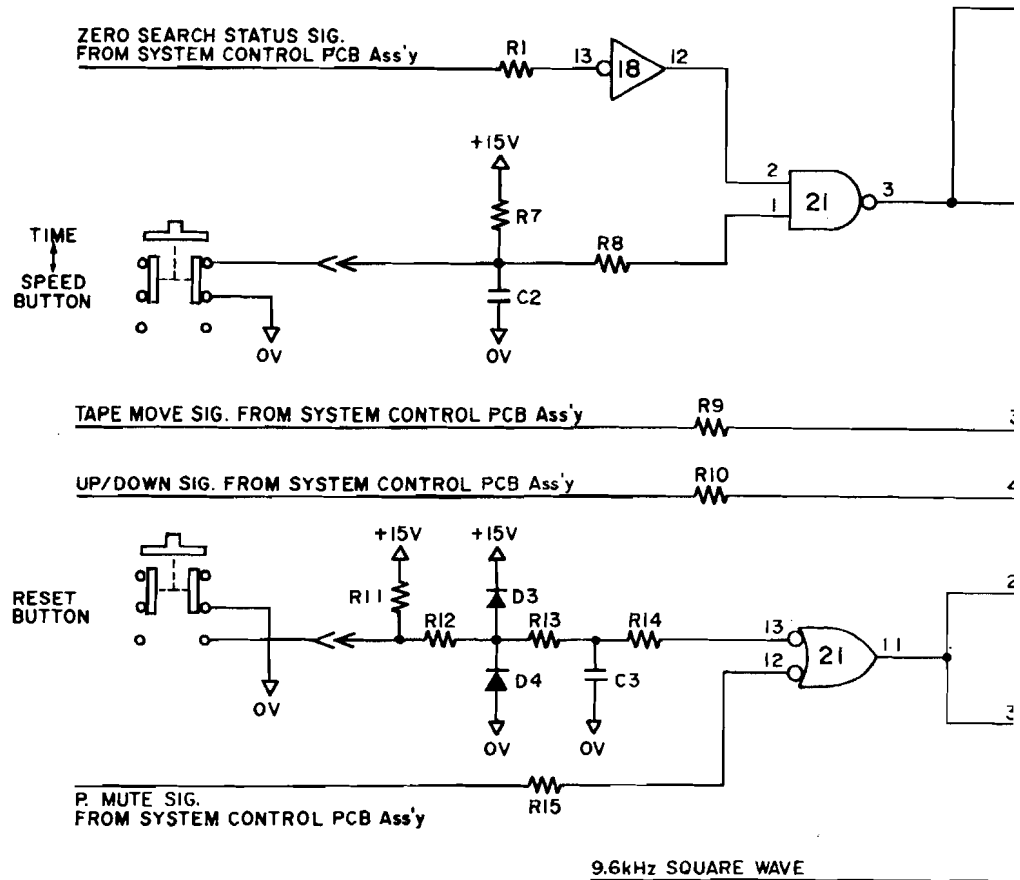 ZERO SEARCH STATUS SIG.
FROM SYSTEM CONTROL PCB Ass'y
R1
13
18
12
+15V
R7
2
1
21
3
R8
TIME
SPEED
BUTTON
C2
0V
0V
TAPE MOVE SIG. FROM SYSTEM CONTROL PCB Ass'y
R9
UP/DOWN SIG. FROM SYSTEM CONTROL PCB Ass'y
R10
4
+15V
+15V
RESET
BUTTON
R11
D3
R12
R13
R14
13
12
21
11
2
D4
C3
0V
0V
0V
3
P. MUTE SIG.
FROM SYSTEM CONTROL PCB Ass'y
R15
9.6kHz SQUARE WAVE